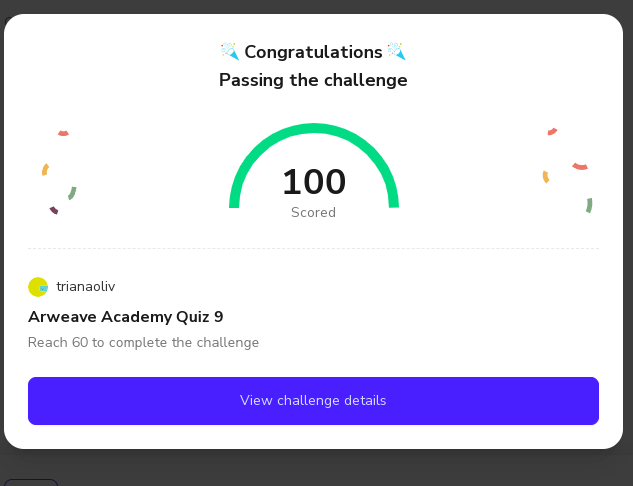 Congratulations
Passing the challenge
100
Scored
trianaoliv
Arweave Academy Quiz 9
Reach 60 to complete the challenge
View challenge details